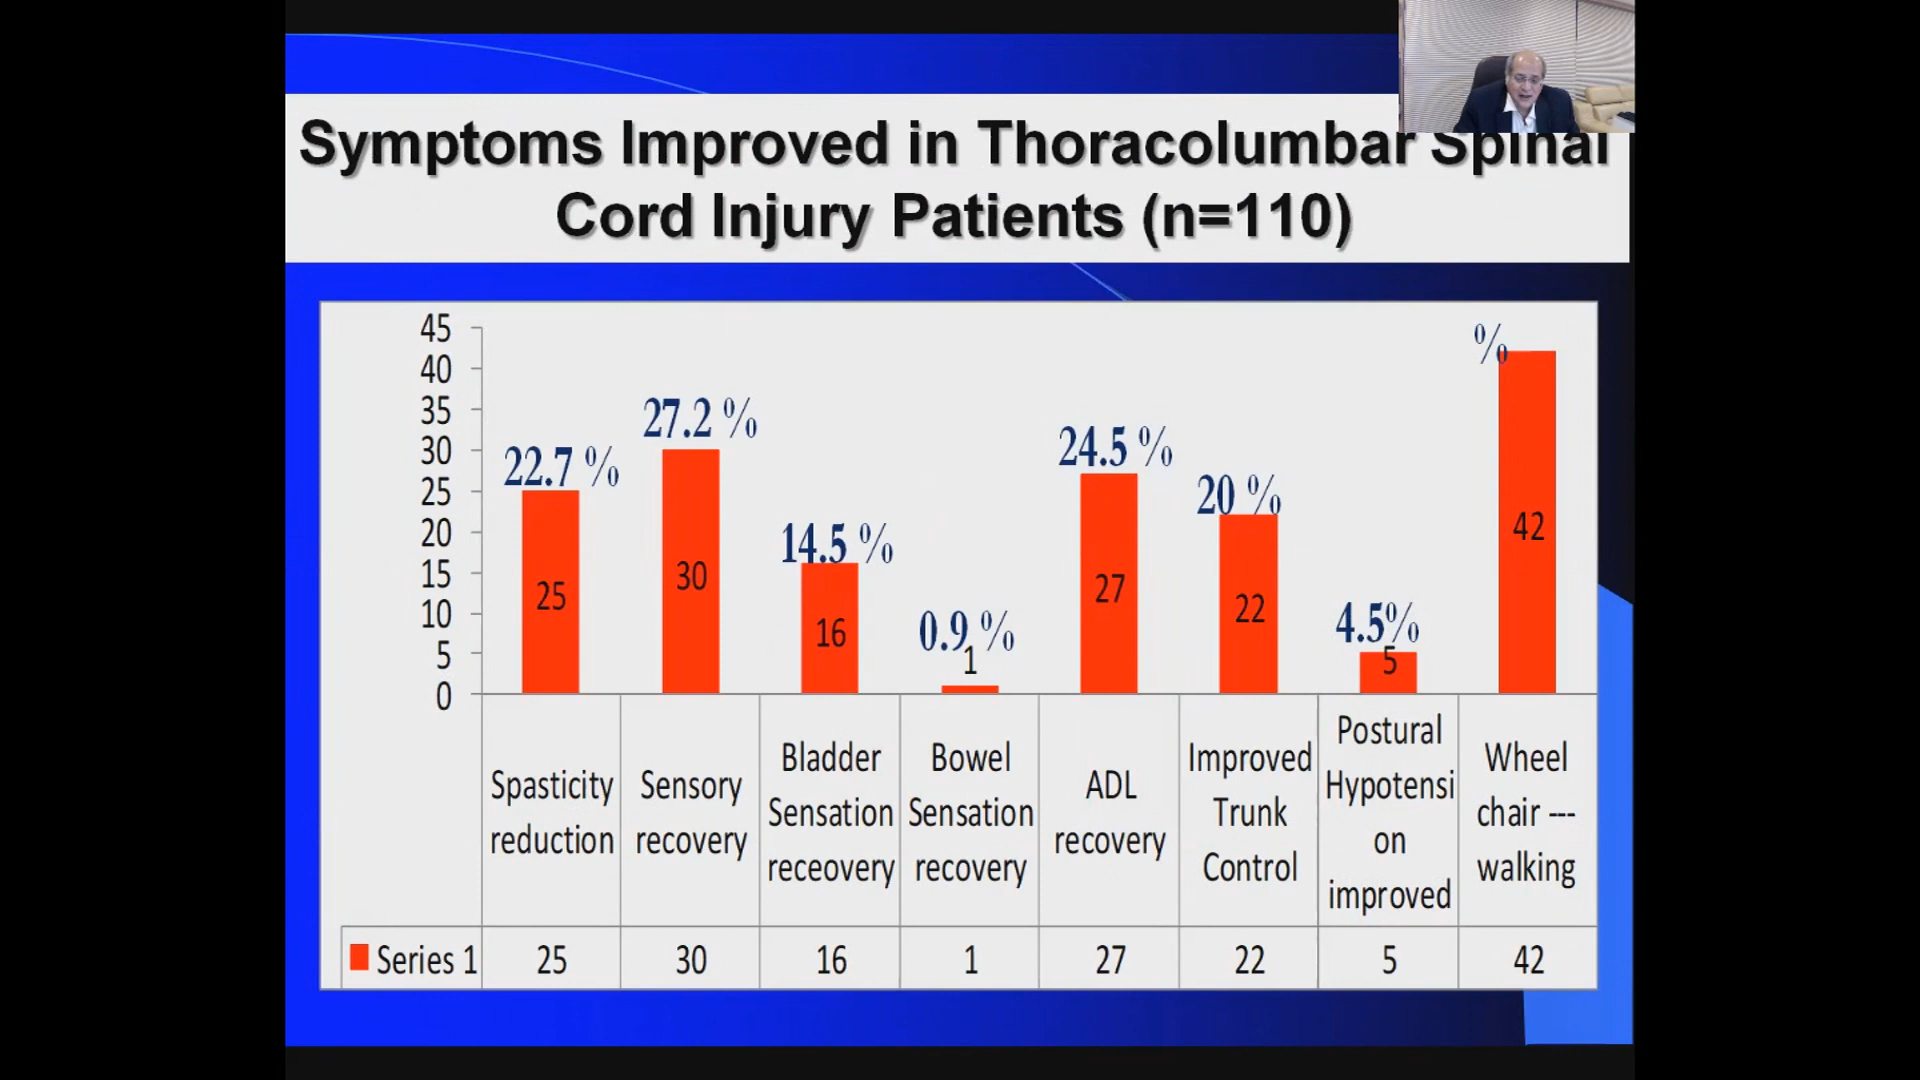 Symptoms Improved in Thoracolumbar Spinal
Cord Injury Patients (n=110)
45
40
35
30
25
20
15
10
5
0
22.7 %
27.2 %
14.5 %
0.9 %
24.5 %
20 %
4.5%
%
25
30
16
1
27
22
5
42
Spasticity
reduction
Sensory
recovery
Bladder
Sensation
receovery
Bowel
Sensation
recovery
ADL
recovery
Improved
Trunk
Control
Postural
Hypotensi
on
improved
Wheel
chair ---
walking
Series 1 25 30 16 1 27 22 5 42